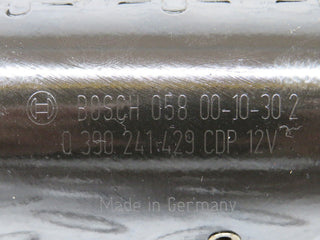 BOSCH 058 00-10-30 2
0 390 241 429 CDP 12V
Made in Germany